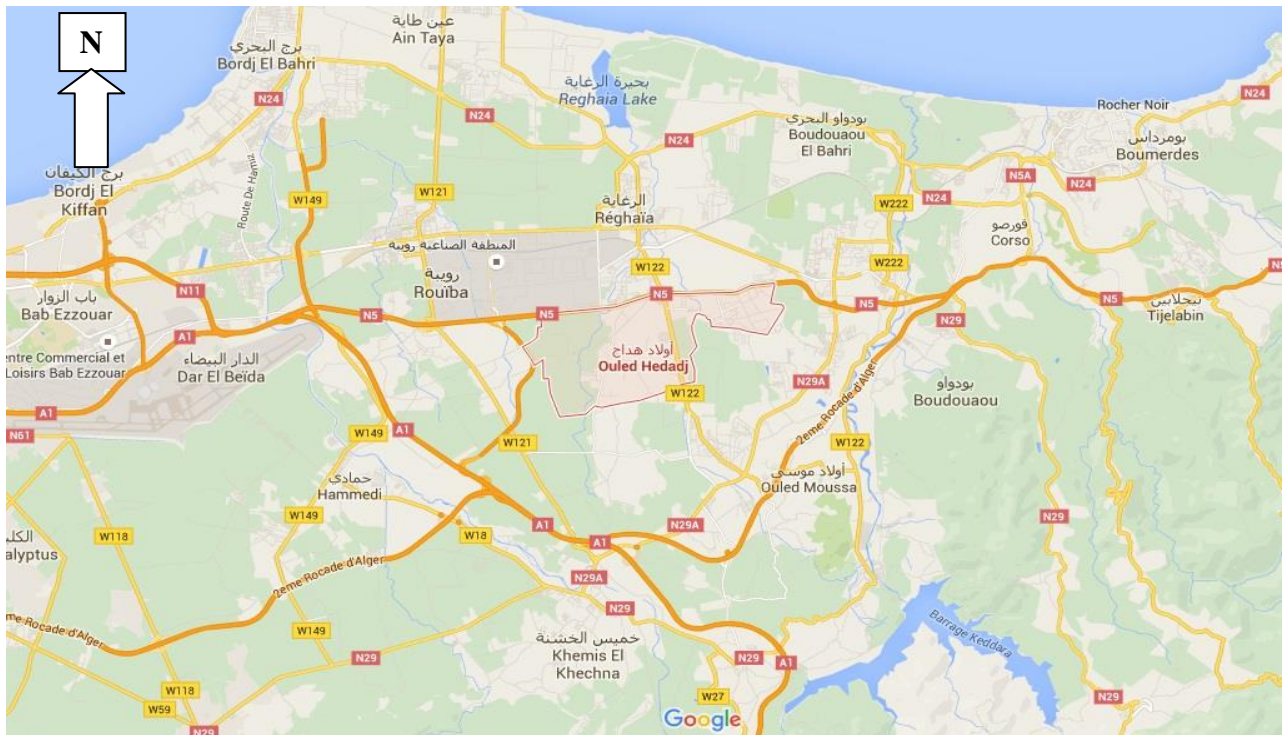 N
عين طاية
Ain Taya
برج البحري
Bordj El Bahri
بحيرة الرغاية
Reghaia Lake
N24
N24
N24
N24
Rocher Noir
بودواو البحري
Boudouaou
El Bahri
بومرداس
Boumerdes
برج الكيفان
Bordj El
Kiffan
Route De Hamiz
W149
W121
الرغاية
Réghaïa
N5A
N24
W222
N24
قورصو
Corso
المنطقة الصناعية رويبة
رويبة
Rouïba
W122
W222
باب الزوار
Bab Ezzouar
N11
N5
N5
N5
N5
N5
تيجلابين
Tijelabin
N29
A1
الدار البيضاء
Dar El Beïda
entre Commercial et
Loisirs Bab Ezzouar
أولاد هداج
Ouled Hedadj
W122
N29A
بودواو
Boudouaou
A1
N61
W149
A1
W121
2eme Rocade d'Alger
W122
حمادي
Hammedi
أولاد موسى
Ouled Moussa
W149
W118
W18
A1
A1
N29A
N29
alyptus
2eme Rocade d'Alger
N29A
N29
me Rocade d'Alger
W149
خميس الخشنة
Khemis El
Khechna
Barrage Keddara
N29
N29
A1
W118
W59
N29
W27
N29
Google